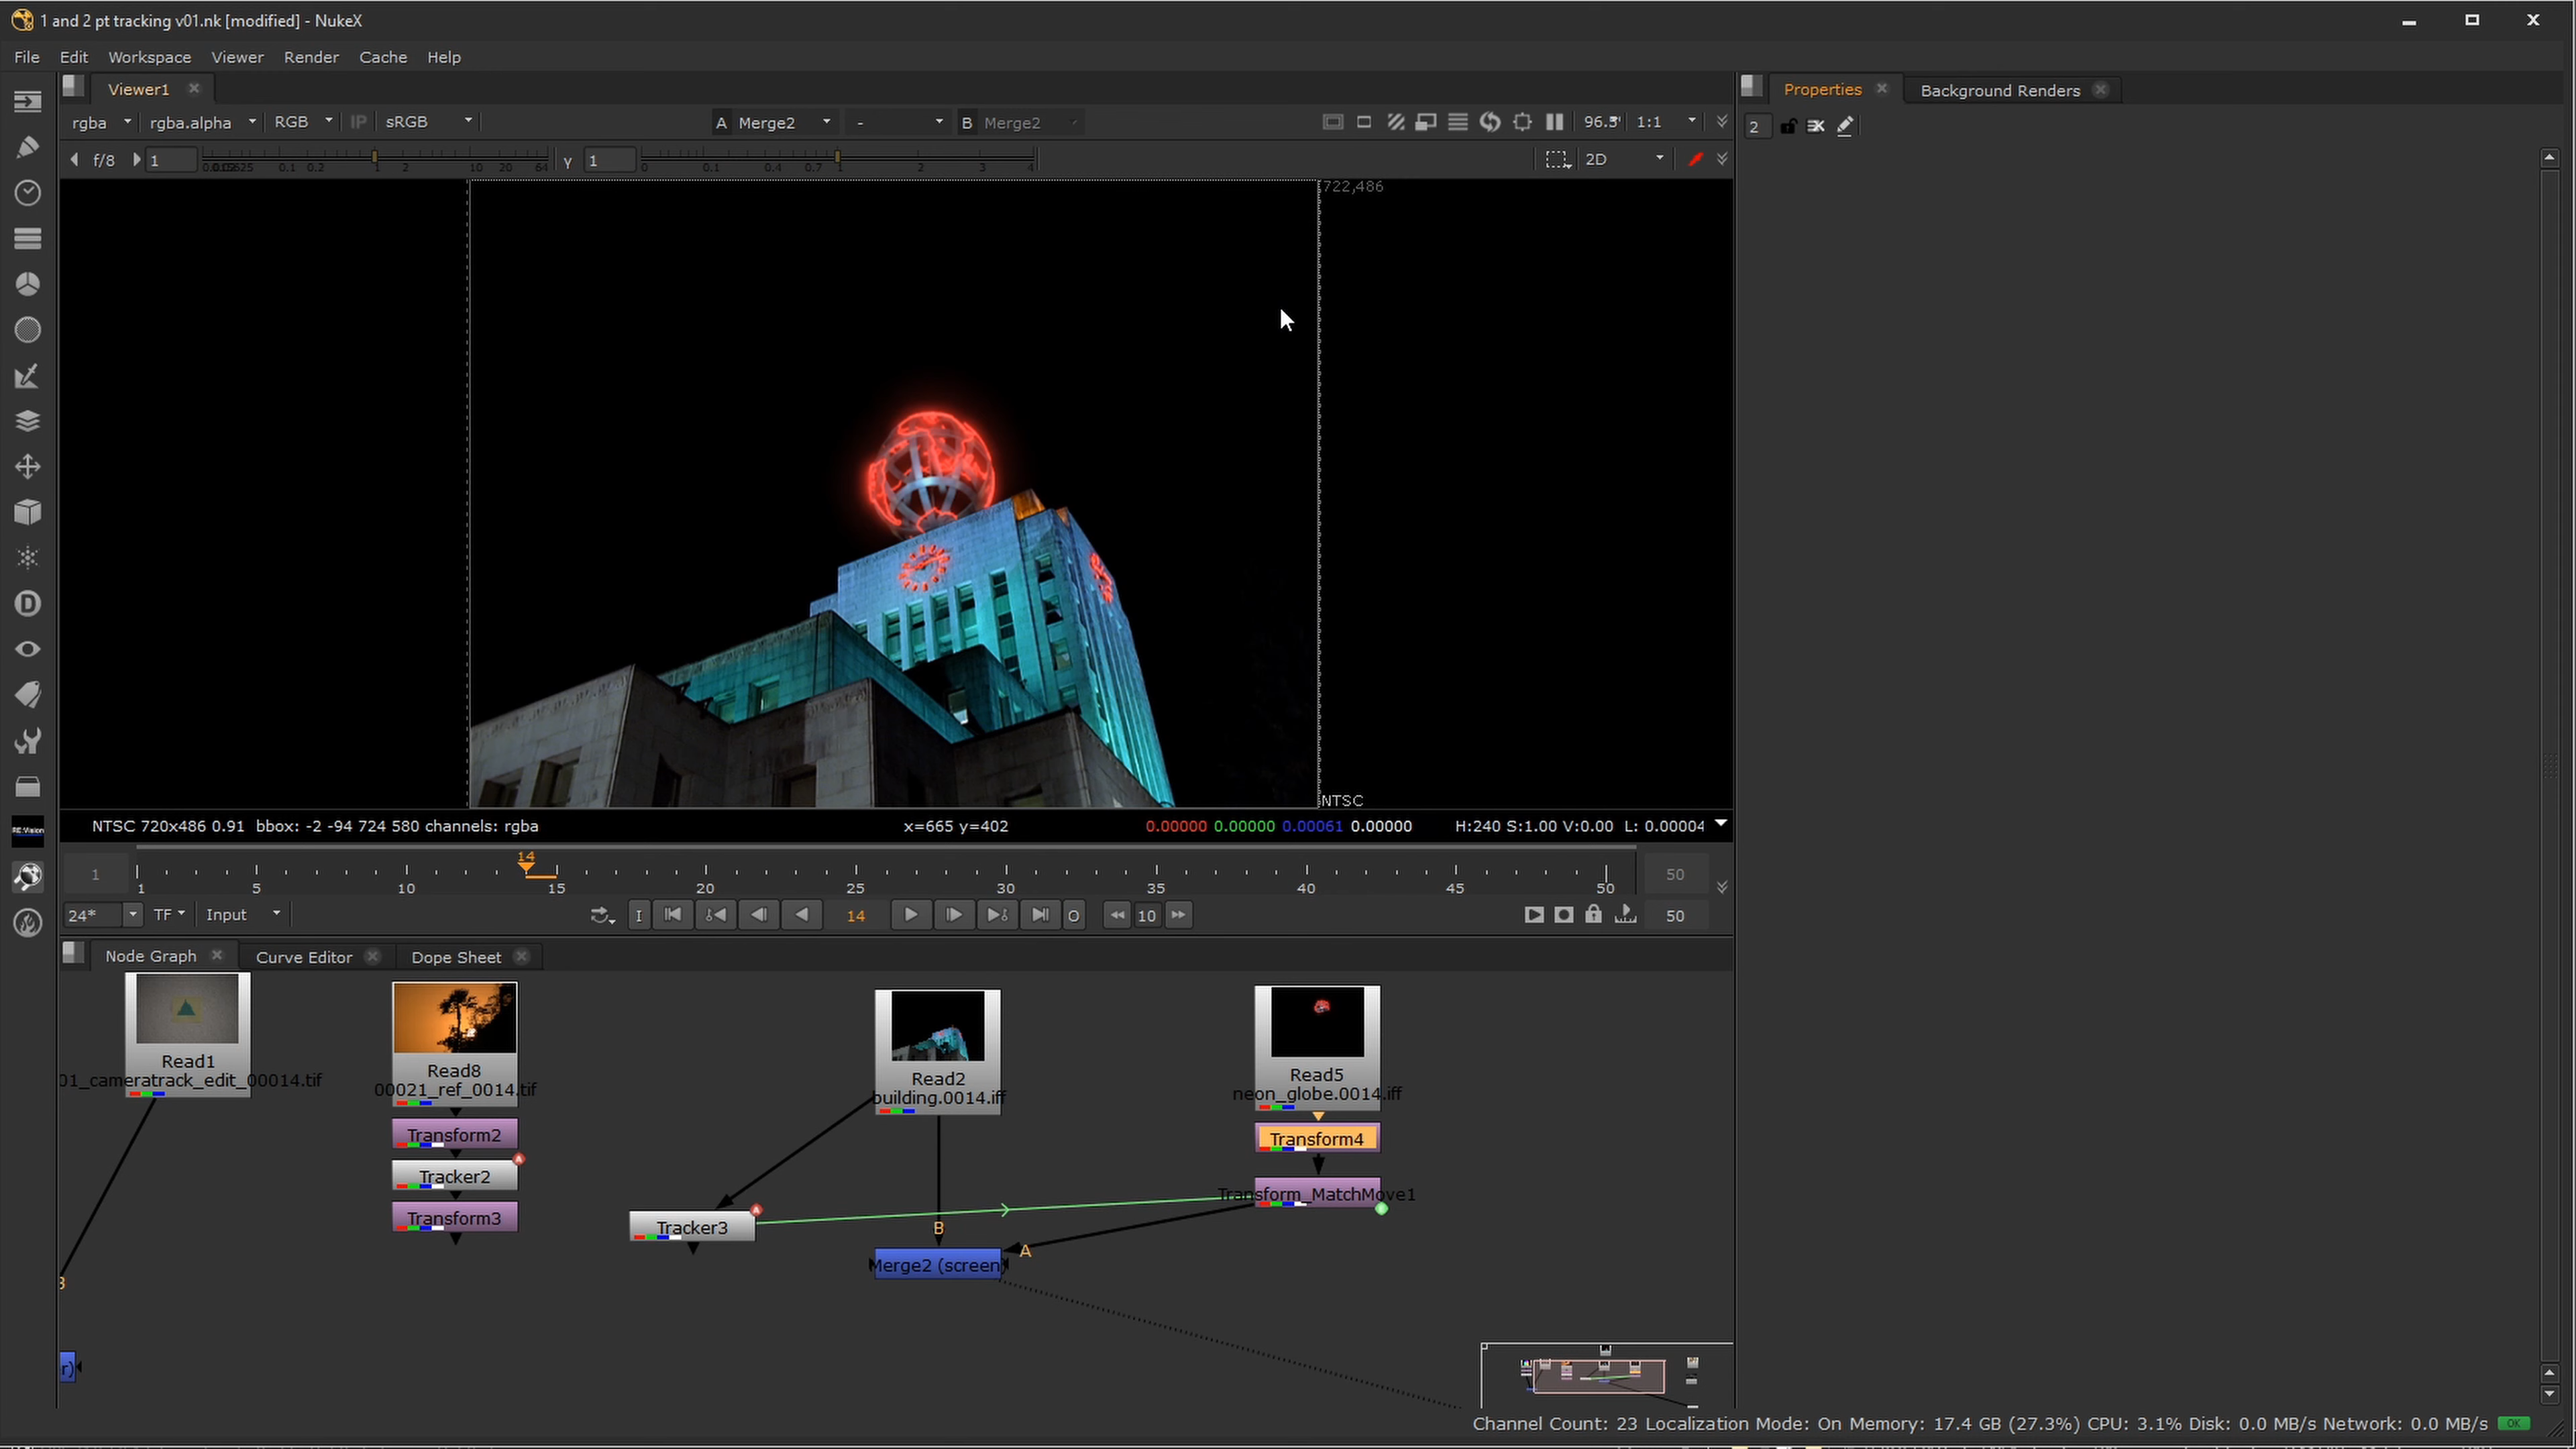 1 and 2 pt tracking v01.nk [modified] - NukeX
File Edit Workspace Viewer Render Cache Help
Viewer1
Properties
Background Renders
rgba rgba.alpha RGB IP sRGB A Merge2 - B Merge2 1:1
2
f/8 1 0.1 0.2 1 2 10 20 64 γ 1 0 0.1 0.4 0.7 1 2 3 4 2D
722,486
NTSC
NTSC 720x486 0.91 bbox: -2 -94 724 580 channels: rgba x=665 y=402 0.00000 0.00000 0.00061 0.00000 H:240 S:1.00 V:0.00 L: 0.00004
14
1 1 5 10 15 20 25 30 35 40 45 50 50
24* TF Input I 14 O 10 50
RE:Vision
D
Node Graph Curve Editor Dope Sheet
Read1
01_cameratrack_edit_00014.tif
Read8
00021_ref_0014.tif
Transform2
A
Tracker2
Transform3
Read2
building.0014.iff
Read5
neon_globe.0014.iff
Transform4
Transform_MatchMove1
A
Tracker3
B
A
Merge2 (screen)
B
r)
Channel Count: 23 Localization Mode: On Memory: 17.4 GB (27.3%) CPU: 3.1% Disk: 0.0 MB/s Network: 0.0 MB/s OK